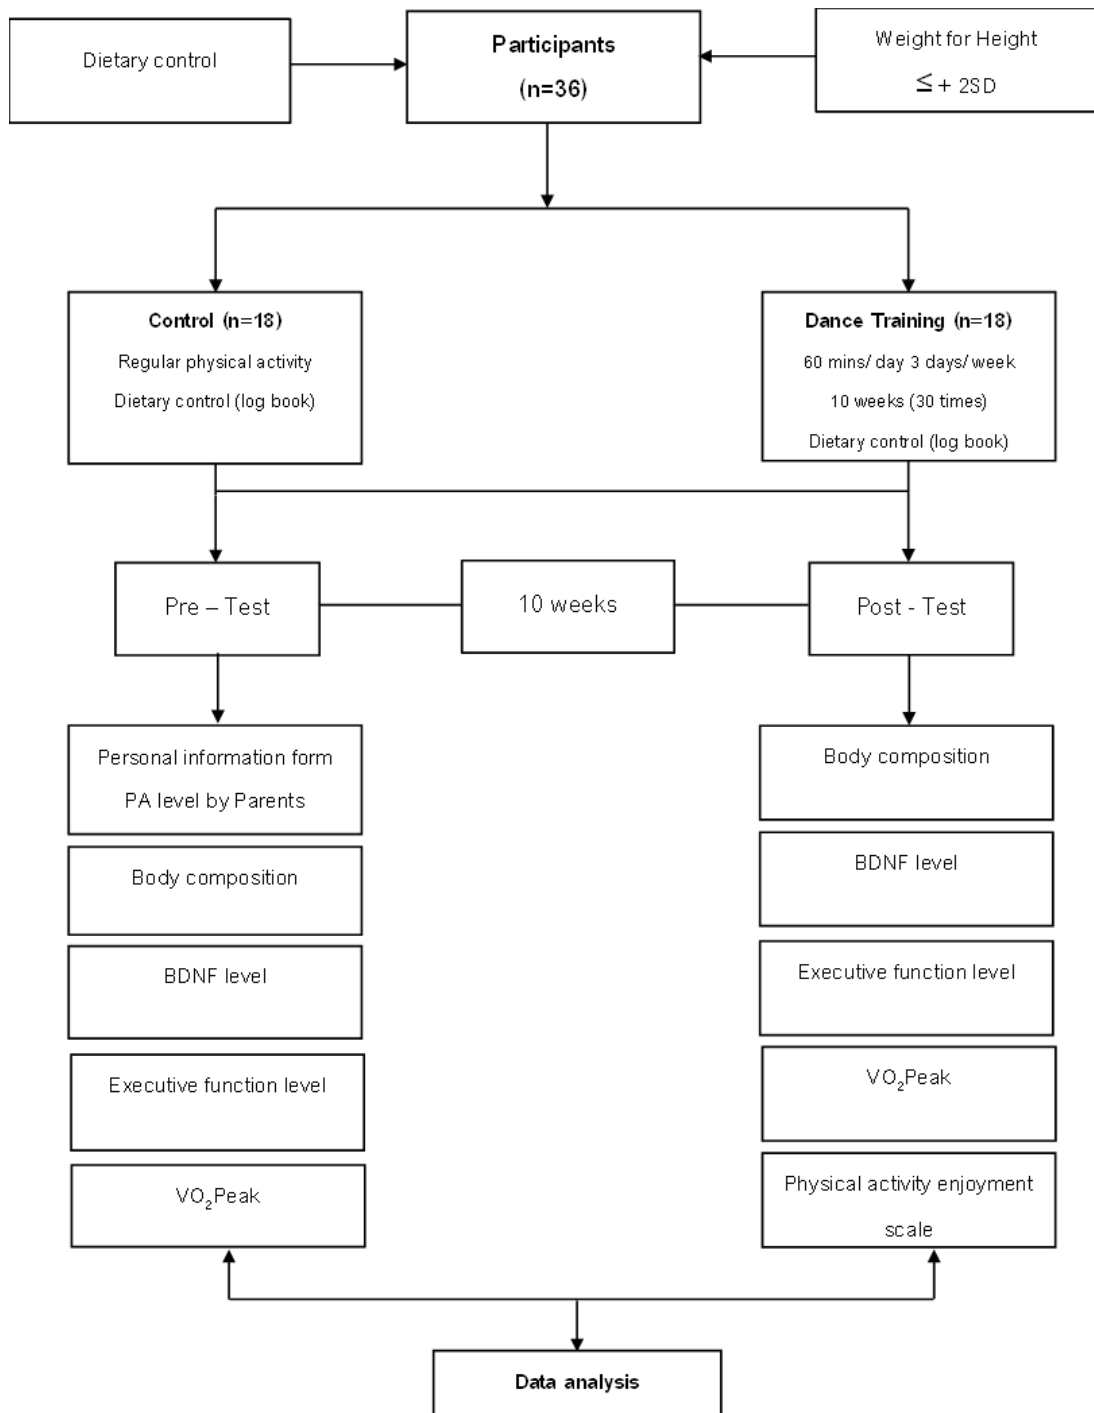 Dietary control
Participants
(n=36)
Weight for Height
≤ + 2SD
Control (n=18)
Regular physical activity
Dietary control (log book)
Dance Training (n=18)
60 mins/ day 3 days/ week
10 weeks (30 times)
Dietary control (log book)
Pre – Test
10 weeks
Post - Test
Personal information form
PA level by Parents
Body composition
BDNF level
Executive function level
VO₂Peak
Body composition
BDNF level
Executive function level
VO₂Peak
Physical activity enjoyment
scale
Data analysis